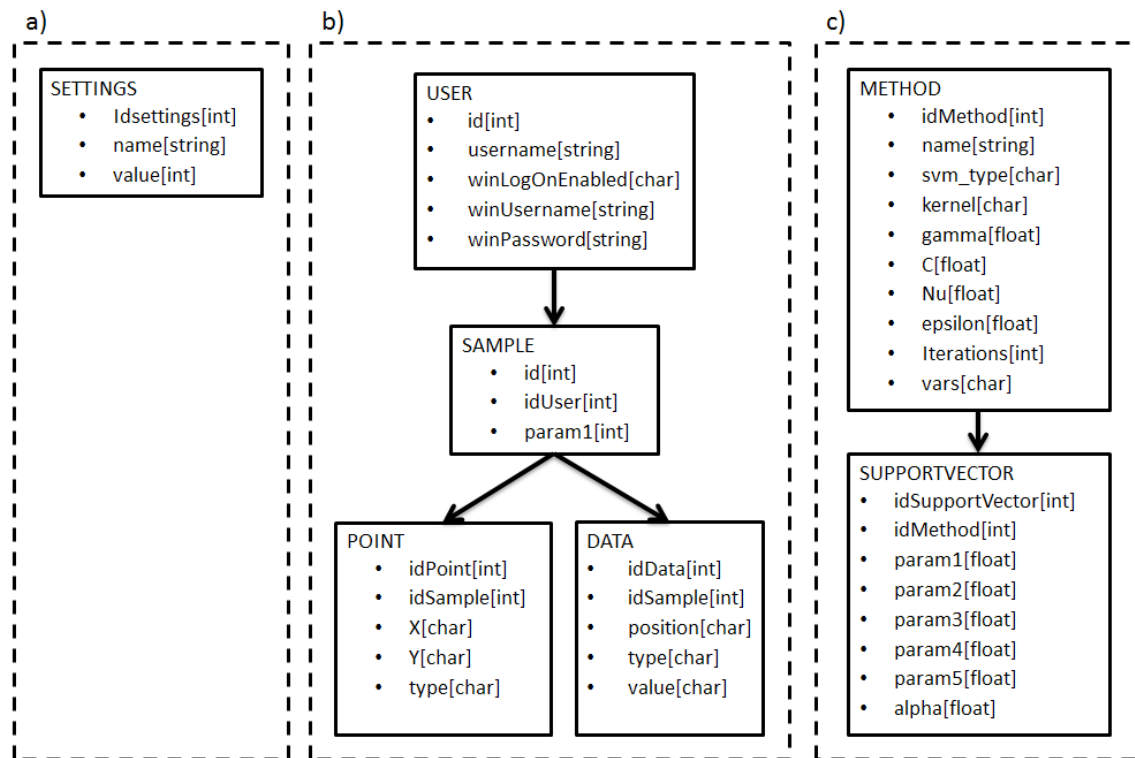 a)
SETTINGS
• Idsettings[int]
• name[string]
• value[int]
b)
USER
• id[int]
• username[string]
• winLogOnEnabled[char]
• winUsername[string]
• winPassword[string]
SAMPLE
• id[int]
• idUser[int]
• param1[int]
POINT
• idPoint[int]
• idSample[int]
• X[char]
• Y[char]
• type[char]
DATA
• idData[int]
• idSample[int]
• position[char]
• type[char]
• value[char]
c)
METHOD
• idMethod[int]
• name[string]
• svm_type[char]
• kernel[char]
• gamma[float]
• C[float]
• Nu[float]
• epsilon[float]
• Iterations[int]
• vars[char]
SUPPORTVECTOR
• idSupportVector[int]
• idMethod[int]
• param1[float]
• param2[float]
• param3[float]
• param4[float]
• param5[float]
• alpha[float]